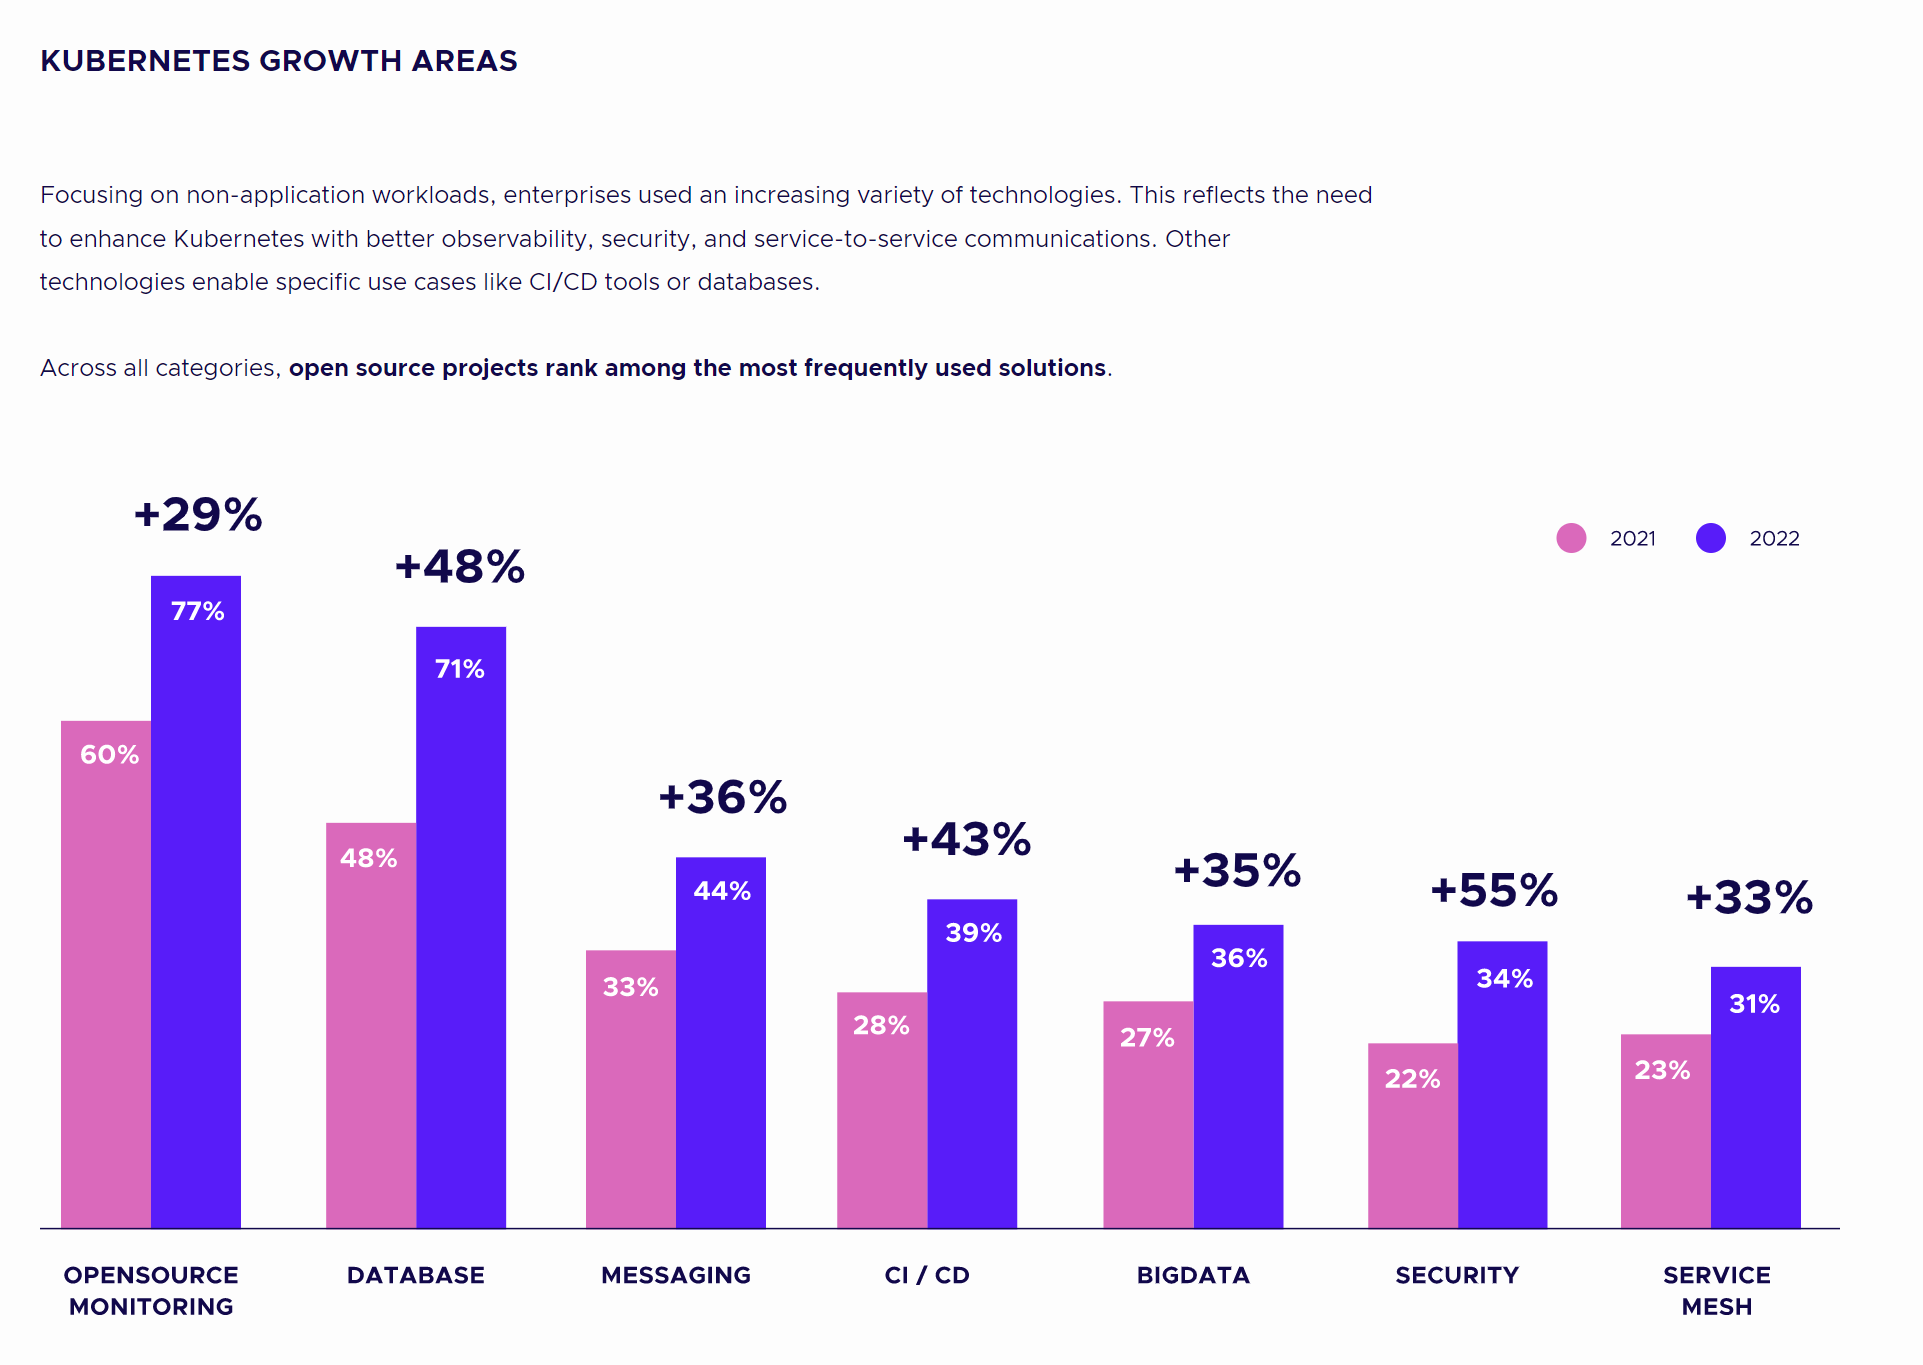 KUBERNETES GROWTH AREAS
Focusing on non-application workloads, enterprises used an increasing variety of technologies. This reflects the need
to enhance Kubernetes with better observability, security, and service-to-service communications. Other
technologies enable specific use cases like CI/CD tools or databases.
Across all categories, open source projects rank among the most frequently used solutions.
2021 2022
+29%
77%
60%
OPENSOURCE
MONITORING
+48%
71%
48%
DATABASE
+36%
44%
33%
MESSAGING
+43%
39%
28%
CI / CD
+35%
36%
27%
BIGDATA
+55%
34%
22%
SECURITY
+33%
31%
23%
SERVICE
MESH